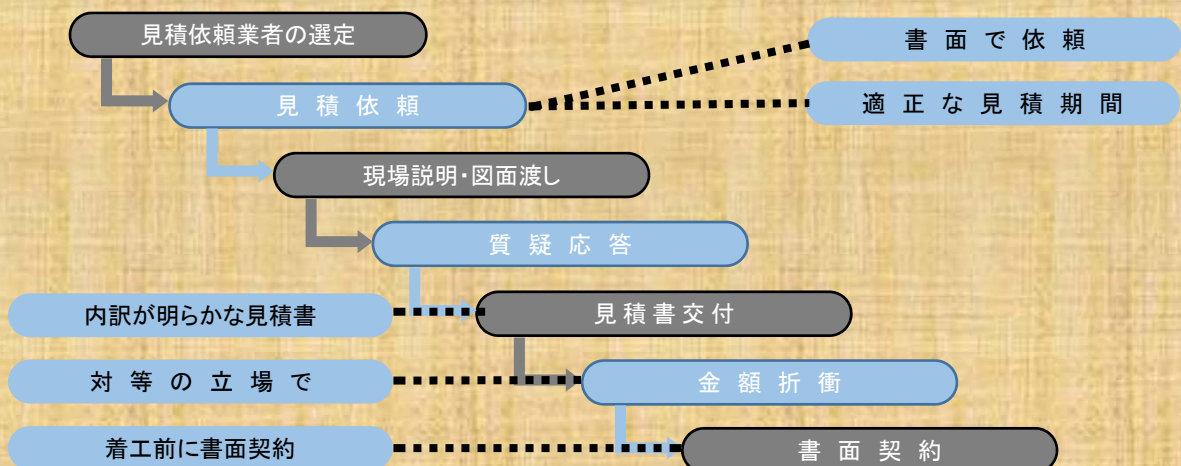 見積依頼業者の選定
書面で依頼
見積依頼
適正な見積期間
現場説明・図面渡し
質疑応答
内訳が明らかな見積書
見積書交付
対等の立場で
金額折衝
着工前に書面契約
書面契約